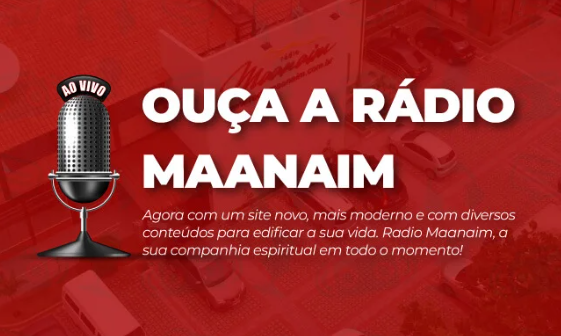 AO VIVO
OUÇA A RÁDIO
MAANAIM
Agora com um site novo, mais moderno e com diversos
conteúdos para edificar a sua vida. Radio Maanaim, a
sua companhia espiritual em todo o momento!
Maanaim